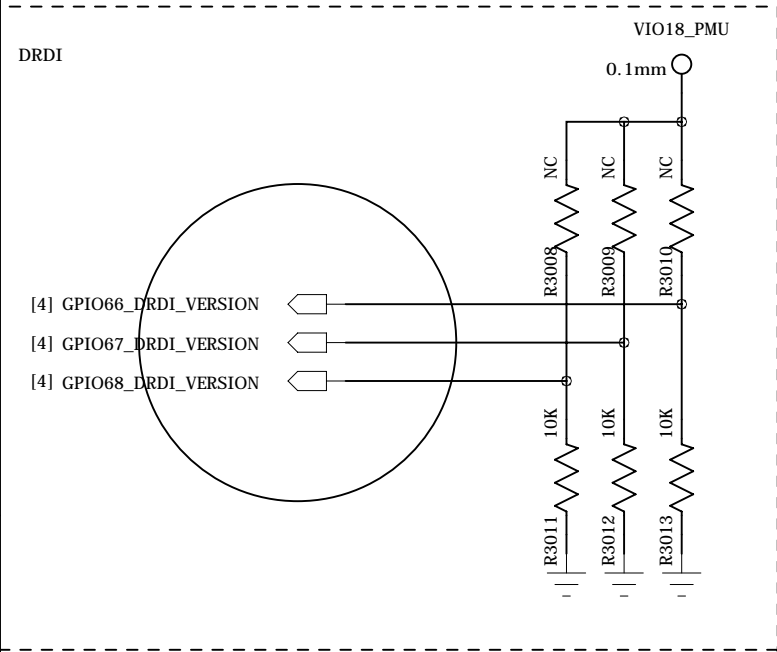 VIO18_PMU
DRDI
0.1mm
NC
NC
NC
R3008
R3009
R3010
[4] GPIO66_DRDI_VERSION
[4] GPIO67_DRDI_VERSION
[4] GPIO68_DRDI_VERSION
10K
10K
10K
R3011
R3012
R3013